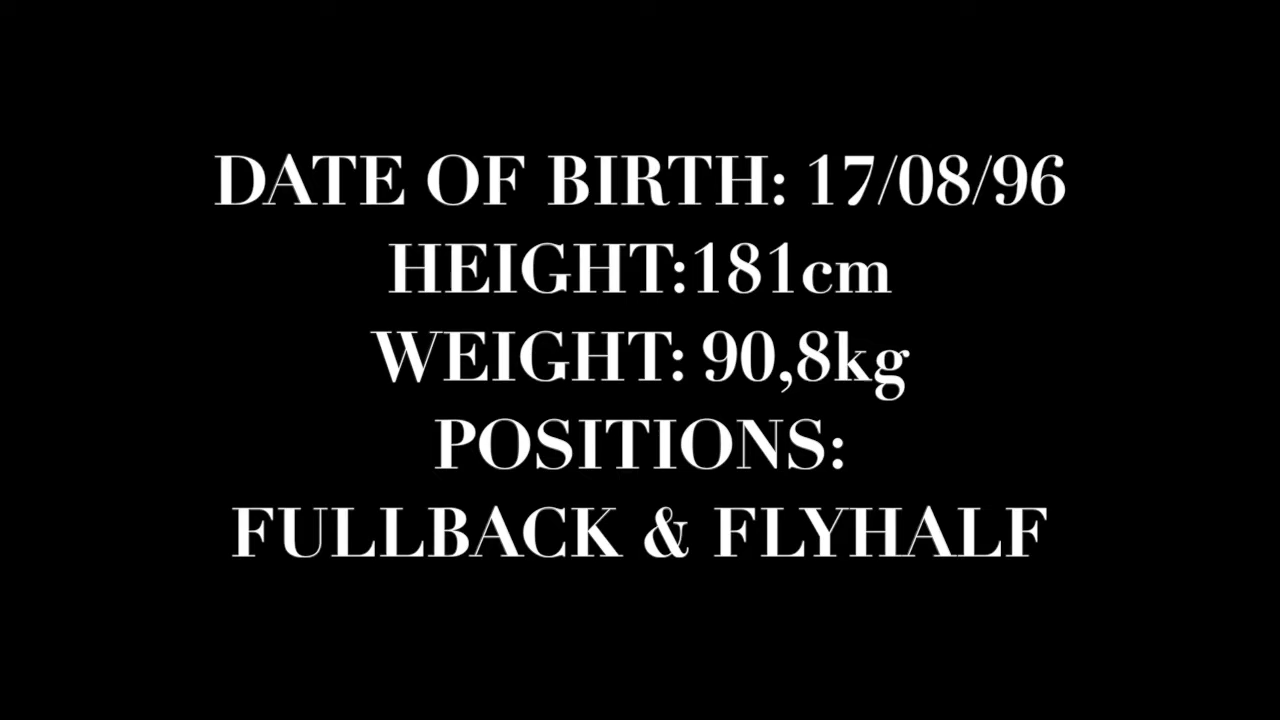 DATE OF BIRTH: 17/08/96
HEIGHT:181cm
WEIGHT: 90,8kg
POSITIONS:
FULLBACK & FLYHALF